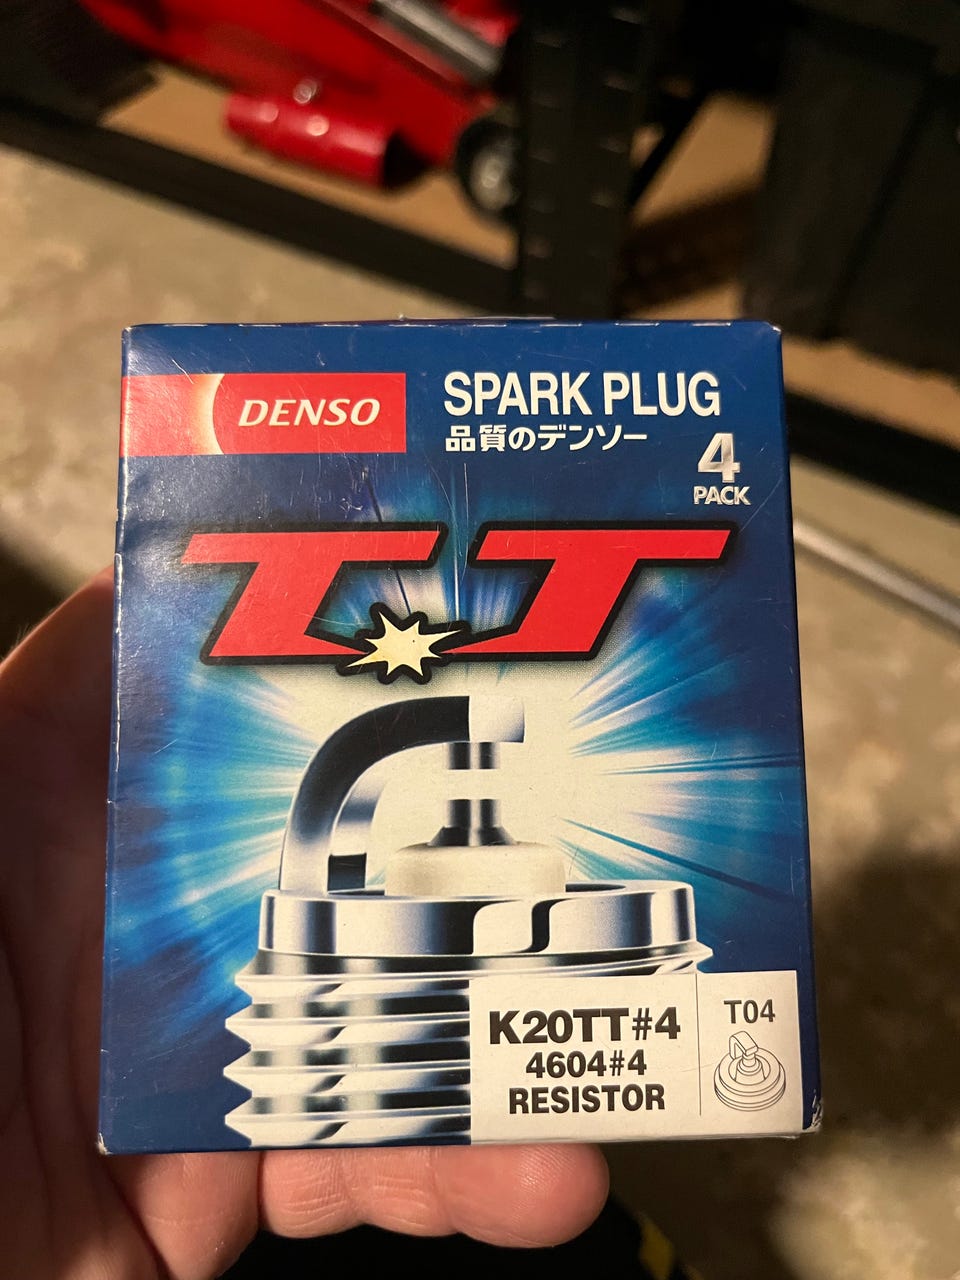 DENSO
SPARK PLUG
品質のデンソー
4
PACK
TT
K20TT#4
4604#4
RESISTOR
T04